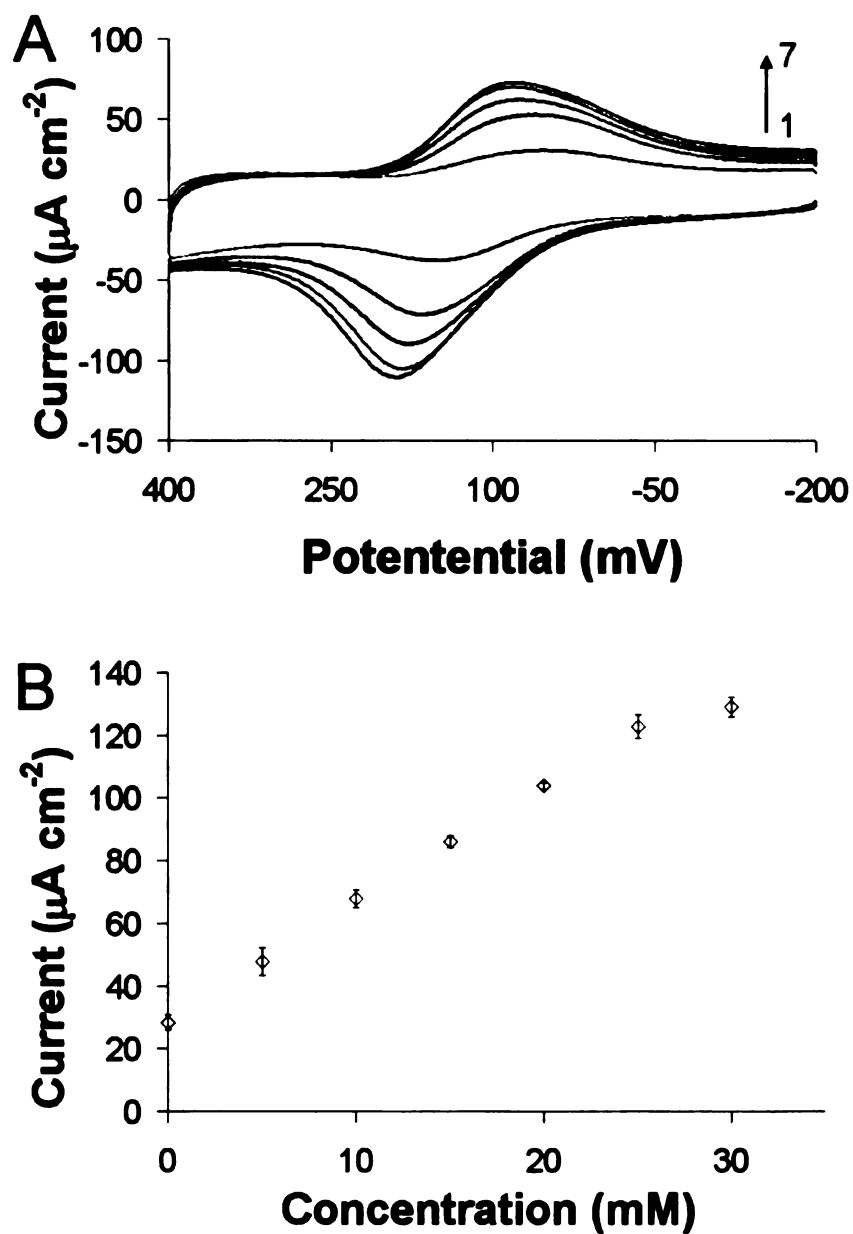 A
100
50
0
-50
-100
-150
Current (μA cm-2)
7
1
400 250 100 -50 -200
Potentential (mV)
B
140
120
100
80
60
40
20
0
Current (μA cm-2)
0 10 20 30
Concentration (mM)